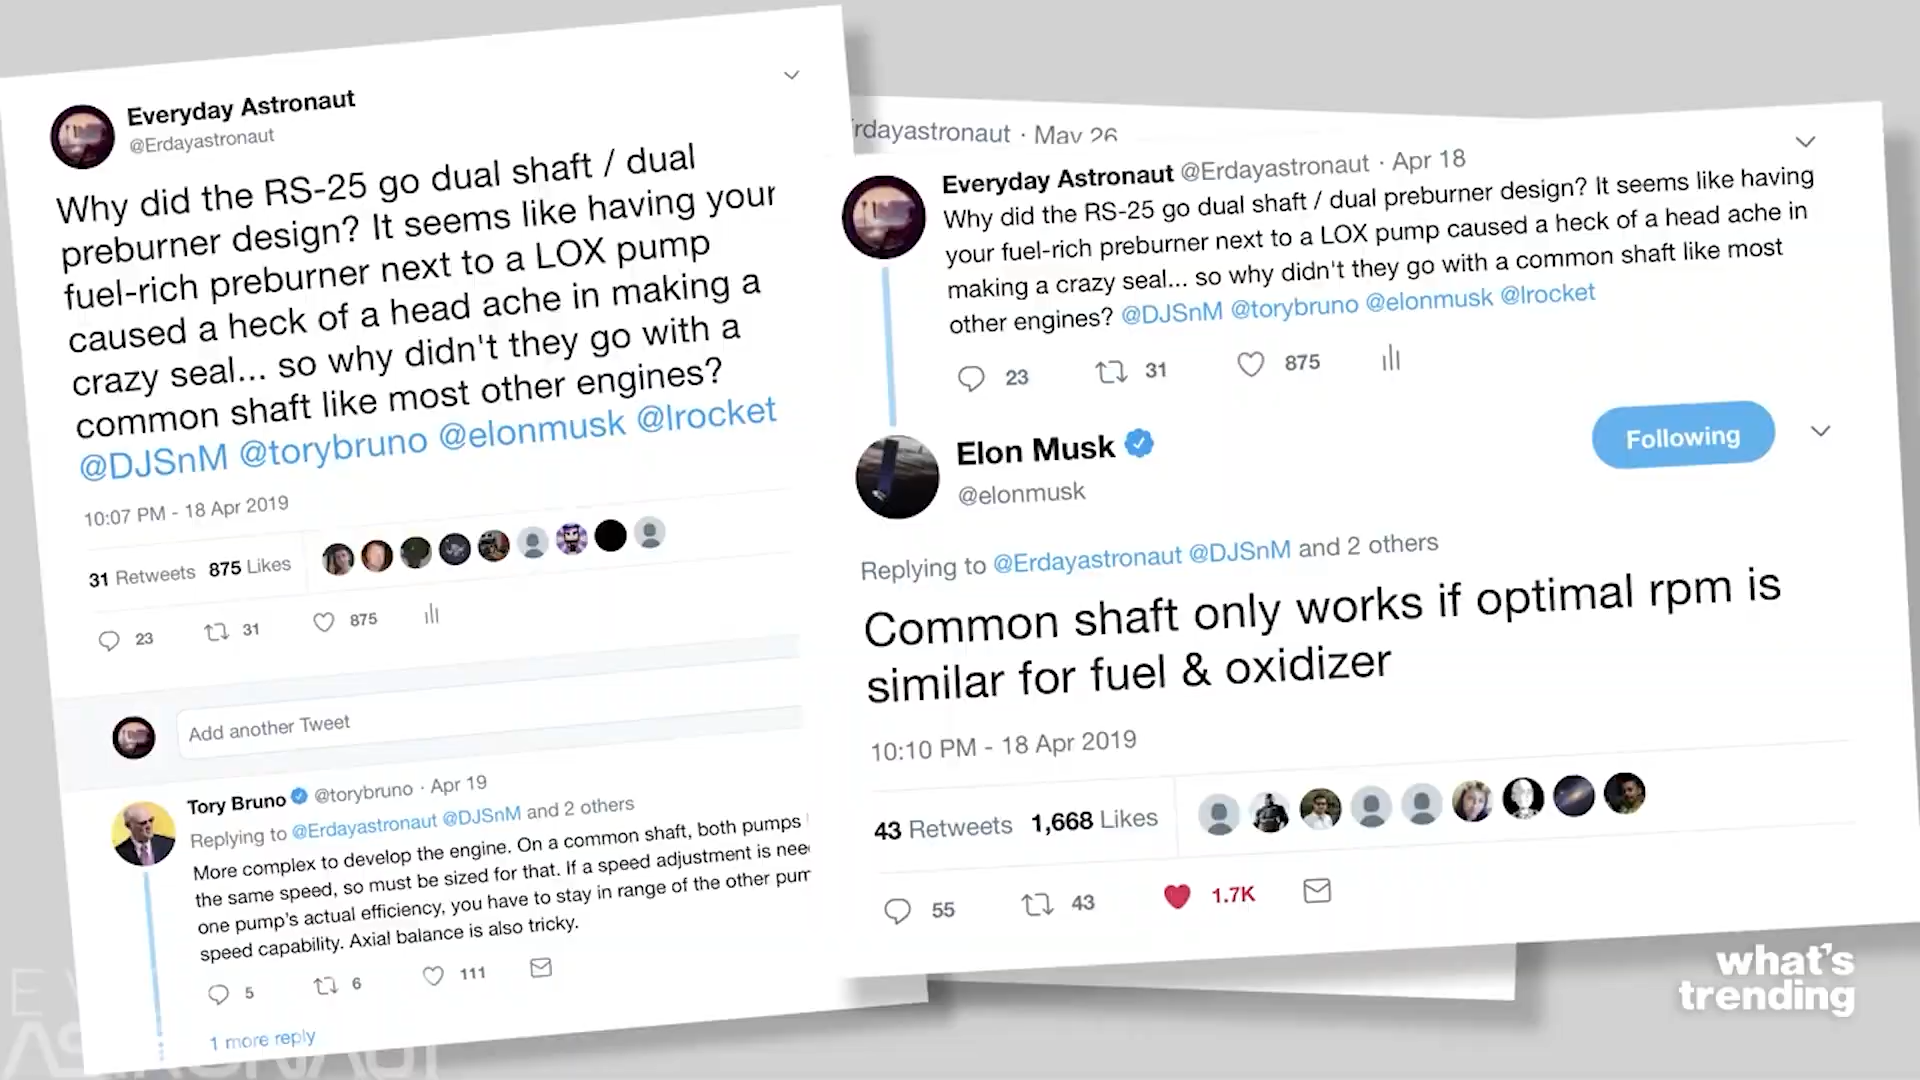 Everyday Astronaut
@Erdayastronaut
Why did the RS-25 go dual shaft / dual
preburner design? It seems like having your
fuel-rich preburner next to a LOX pump
caused a heck of a head ache in making a
crazy seal... so why didn't they go with a
common shaft like most other engines?
@DJSnM @torybruno @elonmusk @lrocket
10:07 PM - 18 Apr 2019
31 Retweets 875 Likes
23 31 875
Add another Tweet
Tory Bruno @torybruno · Apr 19
Replying to @Erdayastronaut @DJSnM and 2 others
More complex to develop the engine. On a common shaft, both pumps
the same speed, so must be sized for that. If a speed adjustment is nee
one pump's actual efficiency, you have to stay in range of the other pum
speed capability. Axial balance is also tricky.
5 6 111
1 more reply
rdayastronaut · May 26
Everyday Astronaut @Erdayastronaut · Apr 18
Why did the RS-25 go dual shaft / dual preburner design? It seems like having
your fuel-rich preburner next to a LOX pump caused a heck of a head ache in
making a crazy seal... so why didn't they go with a common shaft like most
other engines? @DJSnM @torybruno @elonmusk @lrocket
23 31 875
Elon Musk
@elonmusk
Following
Replying to @Erdayastronaut @DJSnM and 2 others
Common shaft only works if optimal rpm is
similar for fuel & oxidizer
10:10 PM - 18 Apr 2019
43 Retweets 1,668 Likes
55 43 1.7K
what's
trending